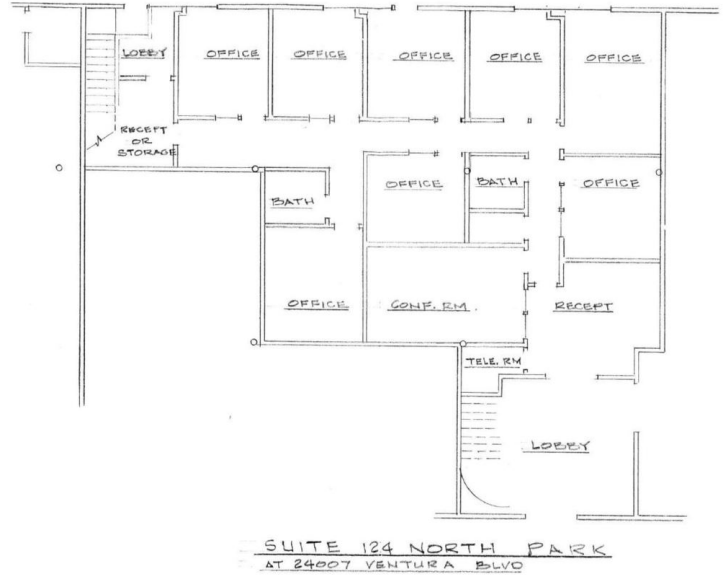 LOBBY
OFFICE
OFFICE
OFFICE
OFFICE
OFFICE
RECEPT
OR
STORAGE
OFFICE
BATH
OFFICE
BATH
OFFICE
CONF. RM.
RECEPT
TELE. RM
LOBBY
SUITE 124 NORTH PARK
AT 24007 VENTURA BLVD